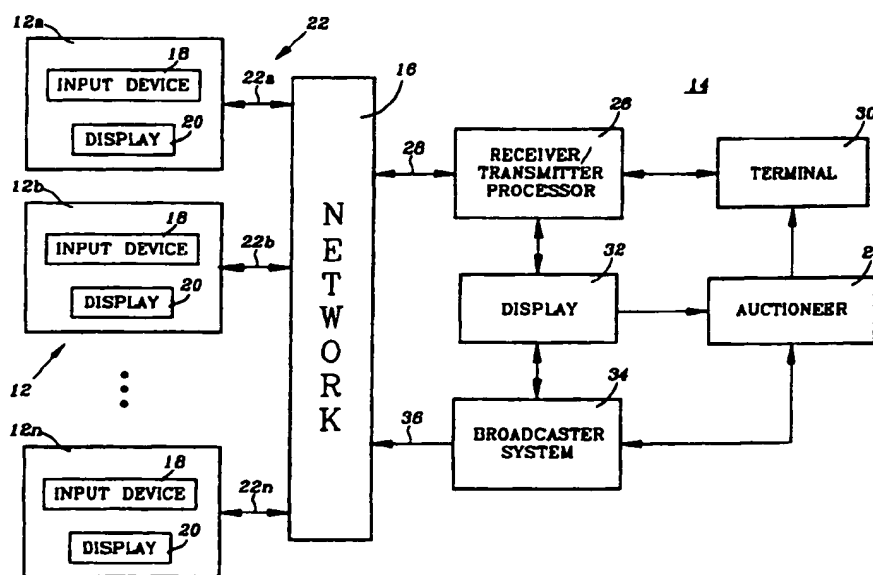 12a
18
INPUT DEVICE
DISPLAY
20
22a
22
12b
18
INPUT DEVICE
DISPLAY
20
22b
12
12n
18
INPUT DEVICE
DISPLAY
20
22n
16
NETWORK
28
26
RECEIVER/
TRANSMITTER
PROCESSOR
14
30
TERMINAL
32
DISPLAY
AUCTIONEER
34
BROADCASTER
SYSTEM
36